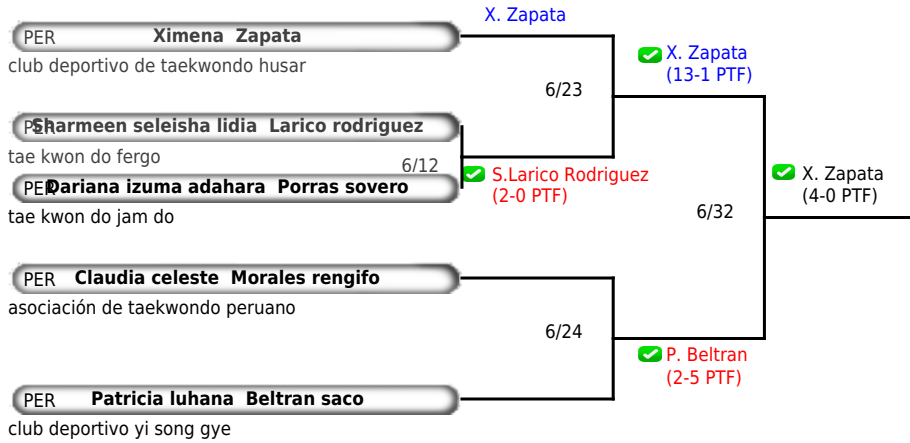 X. Zapata
PER Ximena Zapata
club deportivo de taekwondo husar
X. Zapata
(13-1 PTF)
6/23
PER Sharmeen seleisha lidia Larico rodriguez
tae kwon do fergo
6/12
S.Larico Rodriguez
(2-0 PTF)
X. Zapata
(4-0 PTF)
PER Dariana izuma adahara Porras sovero
tae kwon do jam do
6/32
PER Claudia celeste Morales rengifo
asociación de taekwondo peruano
6/24
P. Beltran
(2-5 PTF)
PER Patricia luhana Beltran saco
club deportivo yi song gye